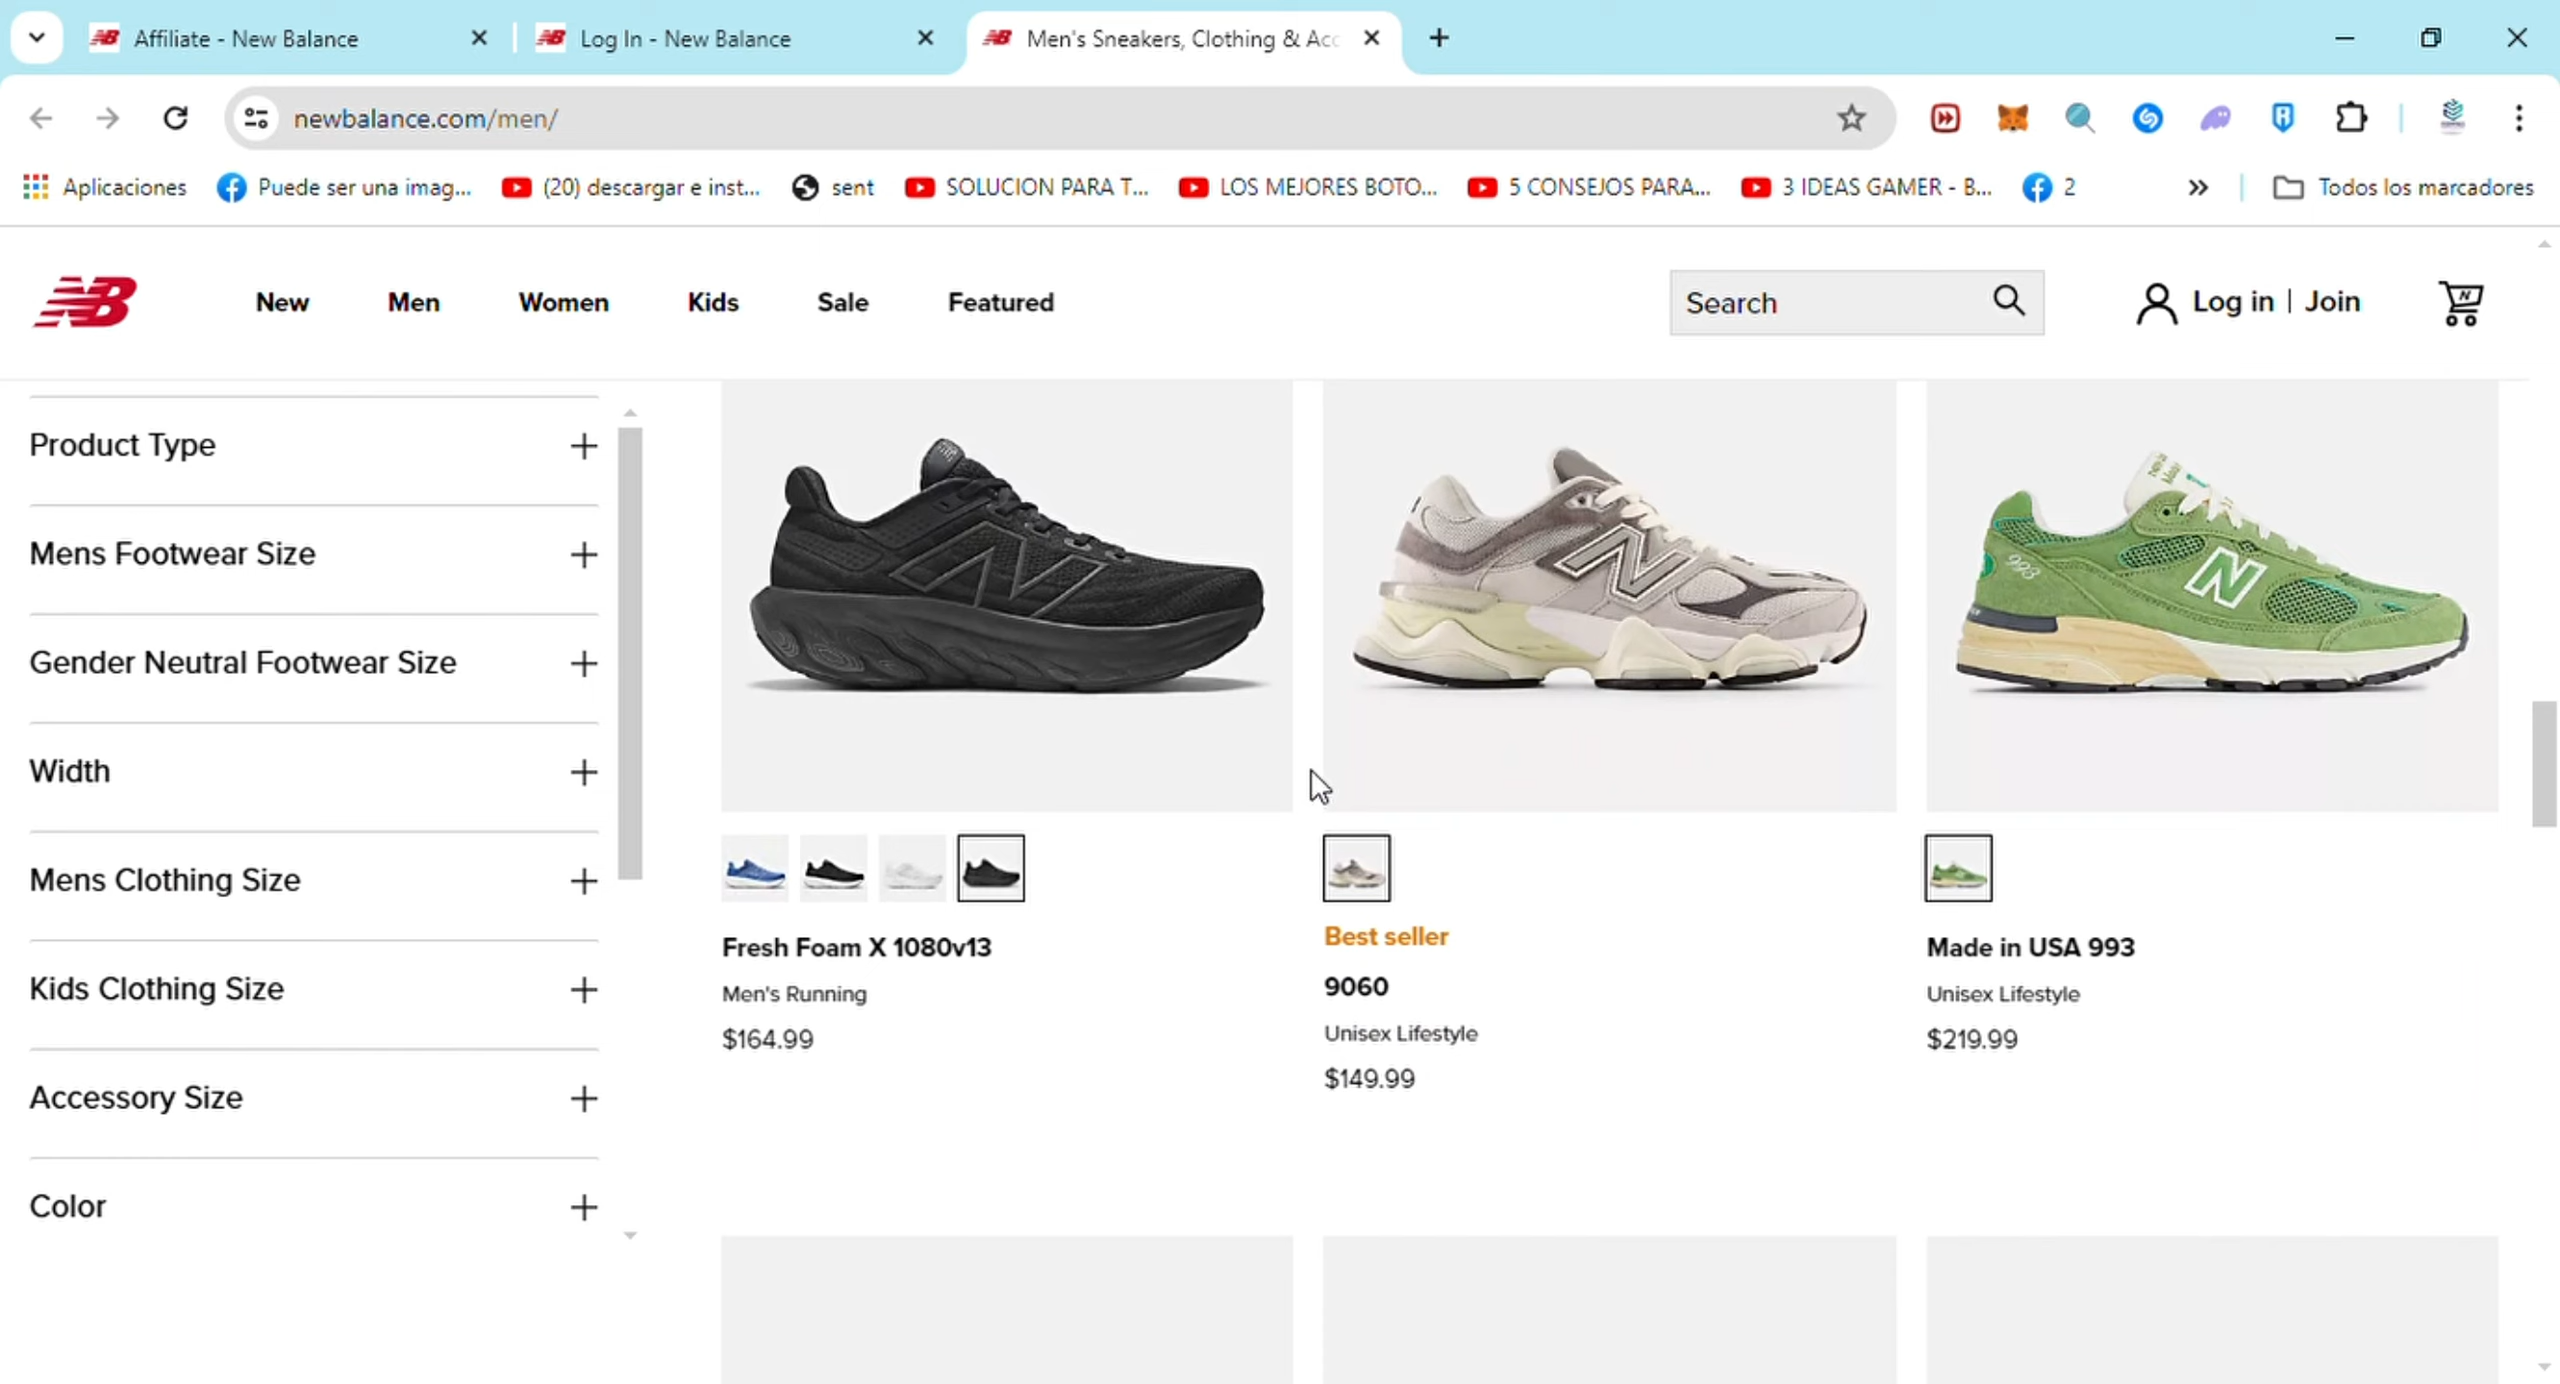 Affiliate - New Balance
Log In - New Balance
Men's Sneakers, Clothing & Acc
newbalance.com/men/
Aplicaciones
Puede ser una imag...
(20) descargar e inst...
sent
SOLUCION PARA T...
LOS MEJORES BOTO...
5 CONSEJOS PARA...
3 IDEAS GAMER - B...
2
Todos los marcadores
New
Men
Women
Kids
Sale
Featured
Search
Log in | Join
Product Type
Mens Footwear Size
Gender Neutral Footwear Size
Width
Mens Clothing Size
Kids Clothing Size
Accessory Size
Color
993
Fresh Foam X 1080v13
Men's Running
$164.99
Best seller
9060
Unisex Lifestyle
$149.99
Made in USA 993
Unisex Lifestyle
$219.99